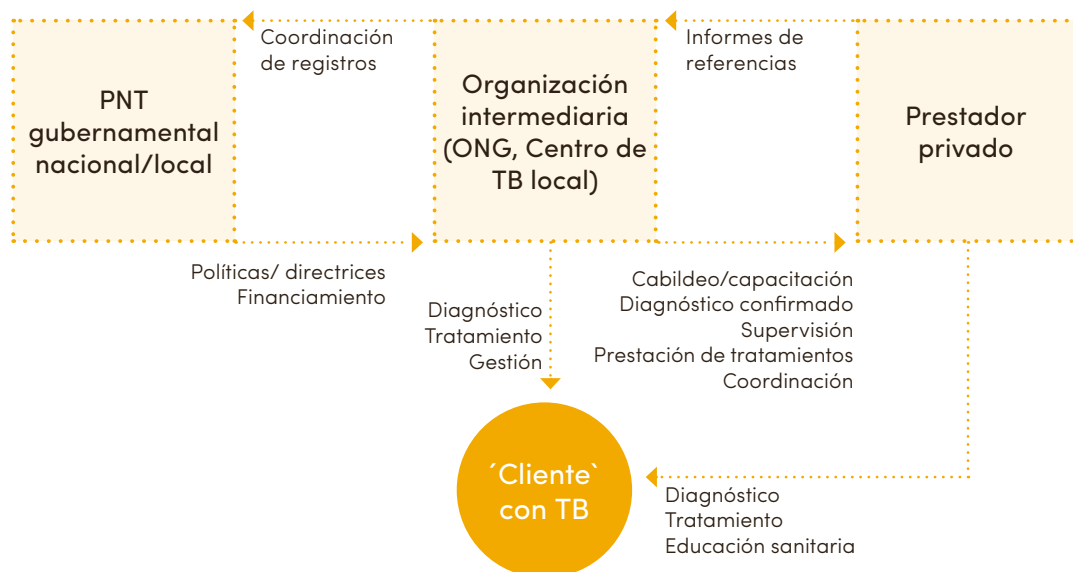 Coordinación
de registros
Informes de
referencias
PNT
gubernamental
nacional/local
Organización
intermediaria
(ONG, Centro de
TB local)
Prestador
privado
Políticas/ directrices
Financiamiento
Diagnóstico
Tratamiento
Gestión
Cabildeo/capacitación
Diagnóstico confirmado
Supervisión
Prestación de tratamientos
Coordinación
´Cliente`
con TB
Diagnóstico
Tratamiento
Educación sanitaria